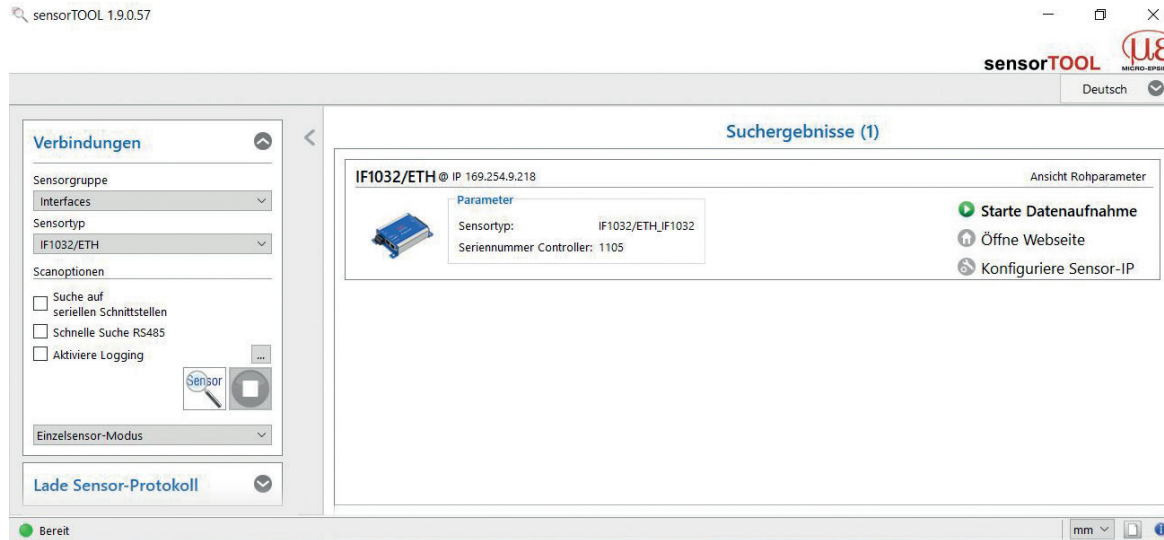 sensorTOOL 1.9.0.57
sensorTOOL
MICRO-EPSI
Deutsch
Verbindungen
Sensorgruppe
Interfaces
Sensortyp
IF1032/ETH
Scanoptionen
Suche auf
seriellen Schnittstellen
Schnelle Suche RS485
Aktiviere Logging
...
Sensor
Einzelsensor-Modus
Lade Sensor-Protokoll
Suchergebnisse (1)
IF1032/ETH @ IP 169.254.9.218
Ansicht Rohparameter
Parameter
Sensortyp: IF1032/ETH_IF1032
Seriennummer Controller: 1105
Starte Datenaufnahme
Öffne Webseite
Konfiguriere Sensor-IP
Bereit
mm